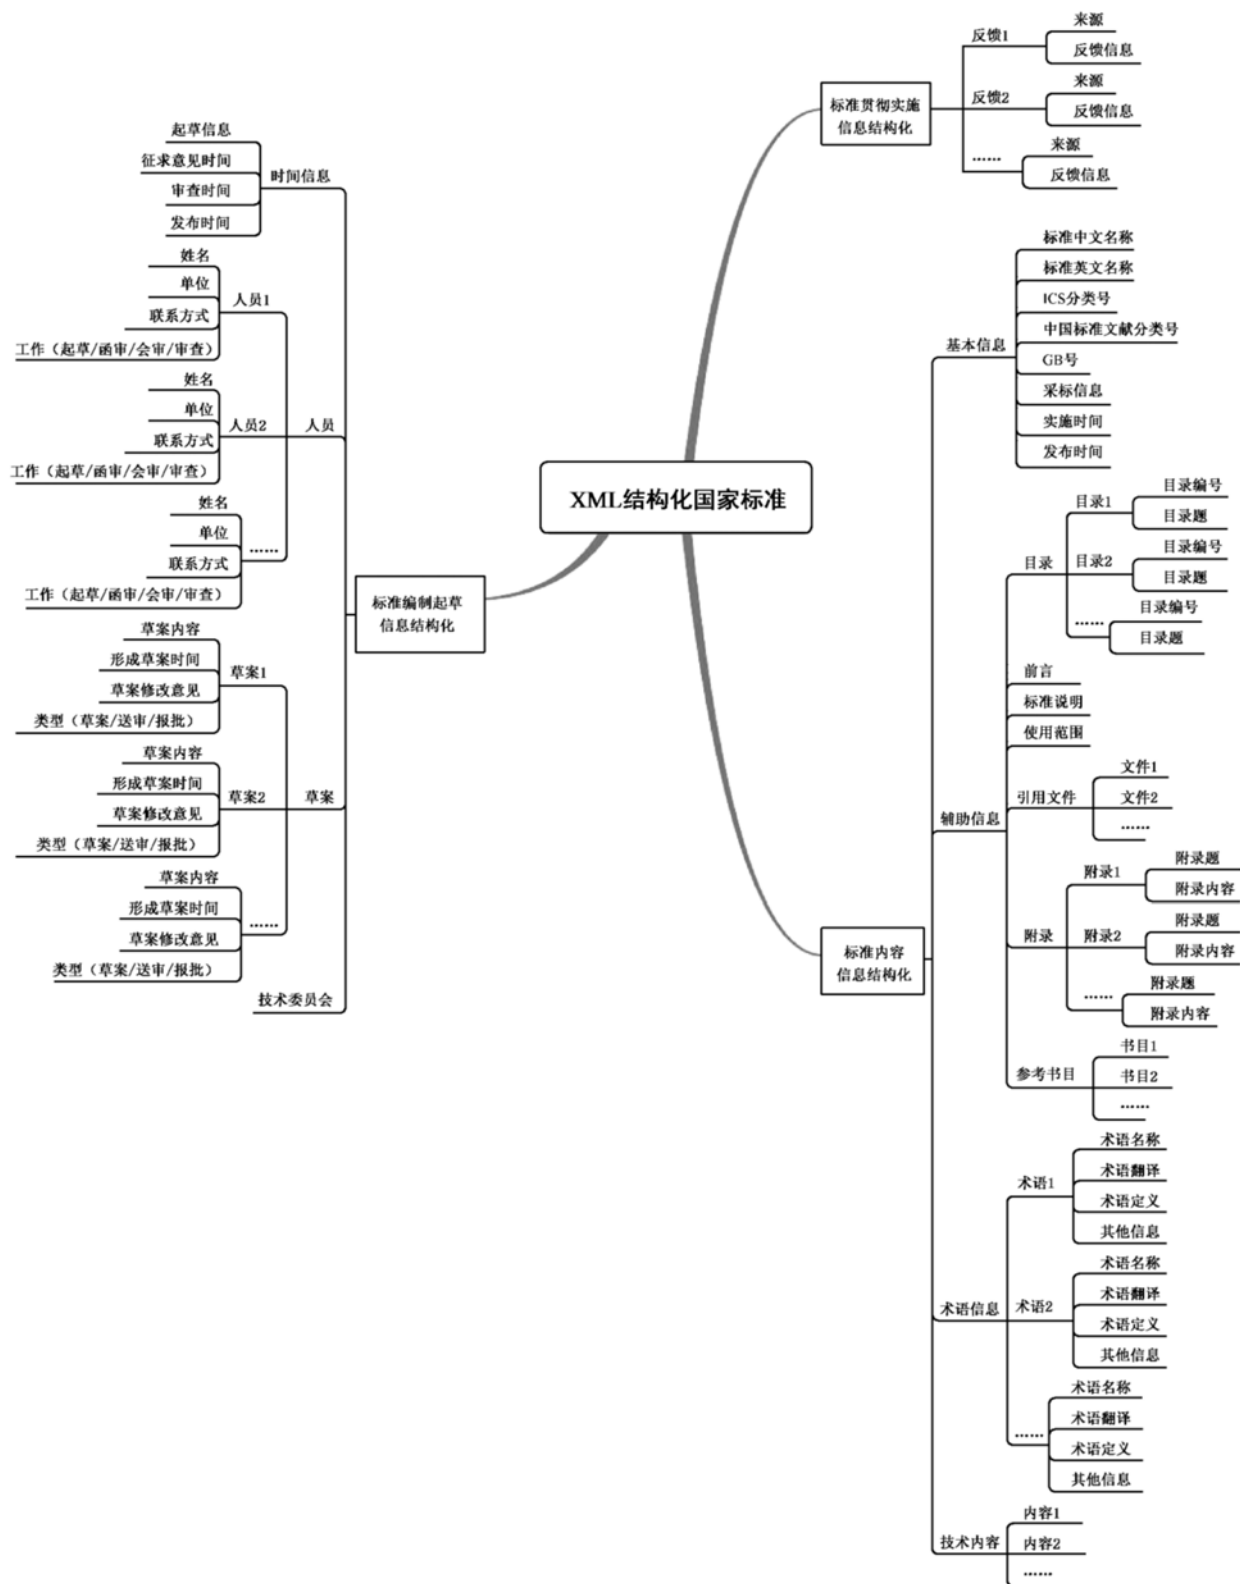 XML结构化国家标准
标准编制起草
信息结构化
时间信息
起草信息
征求意见时间
审查时间
发布时间
人员
人员1
姓名
单位
联系方式
工作（起草/函审/会审/审查）
人员2
姓名
单位
联系方式
工作（起草/函审/会审/审查）
……
姓名
单位
联系方式
工作（起草/函审/会审/审查）
草案
草案1
草案内容
形成草案时间
草案修改意见
类型（草案/送审/报批）
草案2
草案内容
形成草案时间
草案修改意见
类型（草案/送审/报批）
……
草案内容
形成草案时间
草案修改意见
类型（草案/送审/报批）
技术委员会
标准贯彻实施
信息结构化
反馈1
来源
反馈信息
反馈2
来源
反馈信息
……
来源
反馈信息
标准内容
信息结构化
基本信息
标准中文名称
标准英文名称
ICS分类号
中国标准文献分类号
GB号
采标信息
实施时间
发布时间
辅助信息
目录
目录1
目录编号
目录题
目录2
目录编号
目录题
……
目录编号
目录题
前言
标准说明
使用范围
引用文件
文件1
文件2
……
附录
附录1
附录题
附录内容
附录2
附录题
附录内容
……
附录题
附录内容
参考书目
书目1
书目2
……
术语信息
术语1
术语名称
术语翻译
术语定义
其他信息
术语2
术语名称
术语翻译
术语定义
其他信息
……
术语名称
术语翻译
术语定义
其他信息
技术内容
内容1
内容2
……